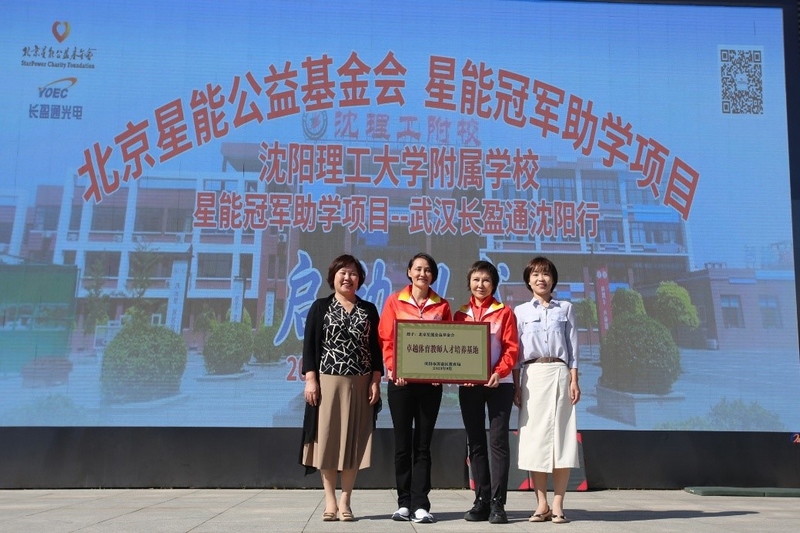 北京星能公益基金会
StarPower Charity Foundation
YOEC
长盈通光电
北京星能公益基金会 星能冠军助学项目
沈理工附校
沈阳理工大学附属学校
星能冠军助学项目--武汉长盈通沈阳行
启动
卓越体育教师人才培养基地